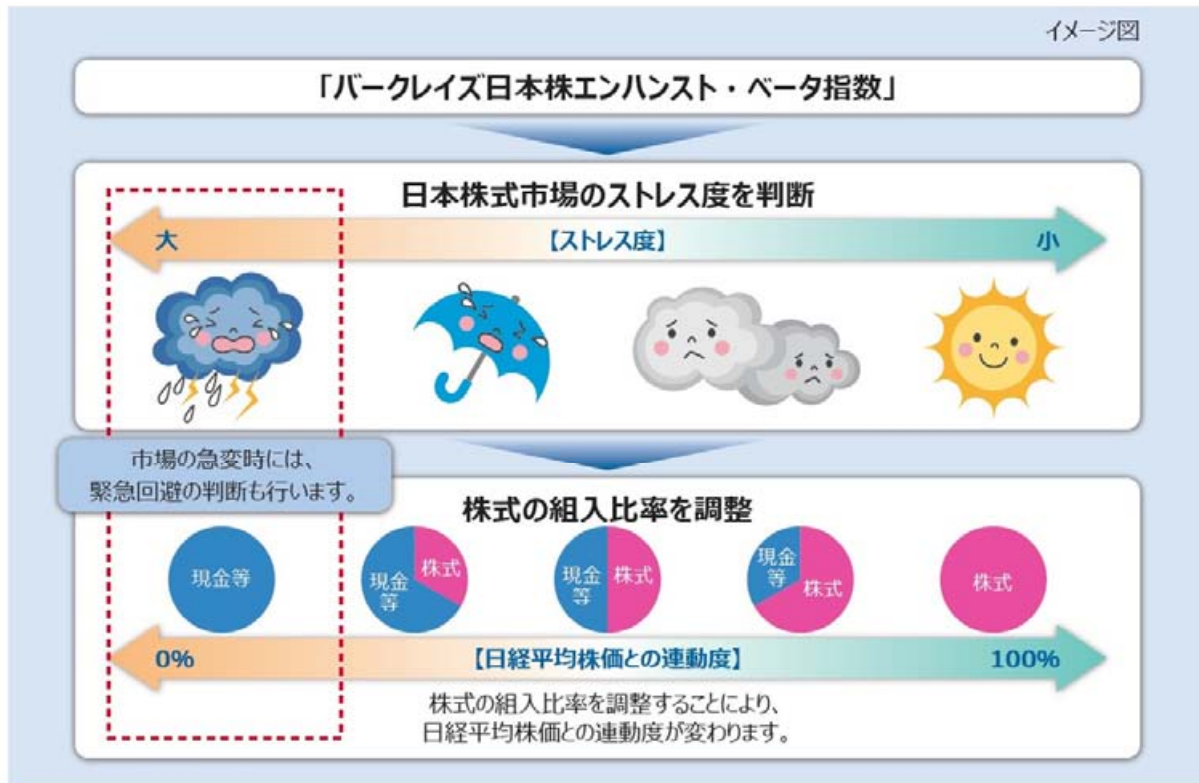 イメージ図
「バークレイズ日本株エンハンスト・ベータ指数」
日本株式市場のストレス度を判断
大
【ストレス度】
小
市場の急変時には、
緊急回避の判断も行います。
株式の組入比率を調整
現金等
現金
等
株式
現金
等
株式
現金
等
株式
株式
0%
【日経平均株価との連動度】
100%
株式の組入比率を調整することにより、
日経平均株価との連動度が変わります。